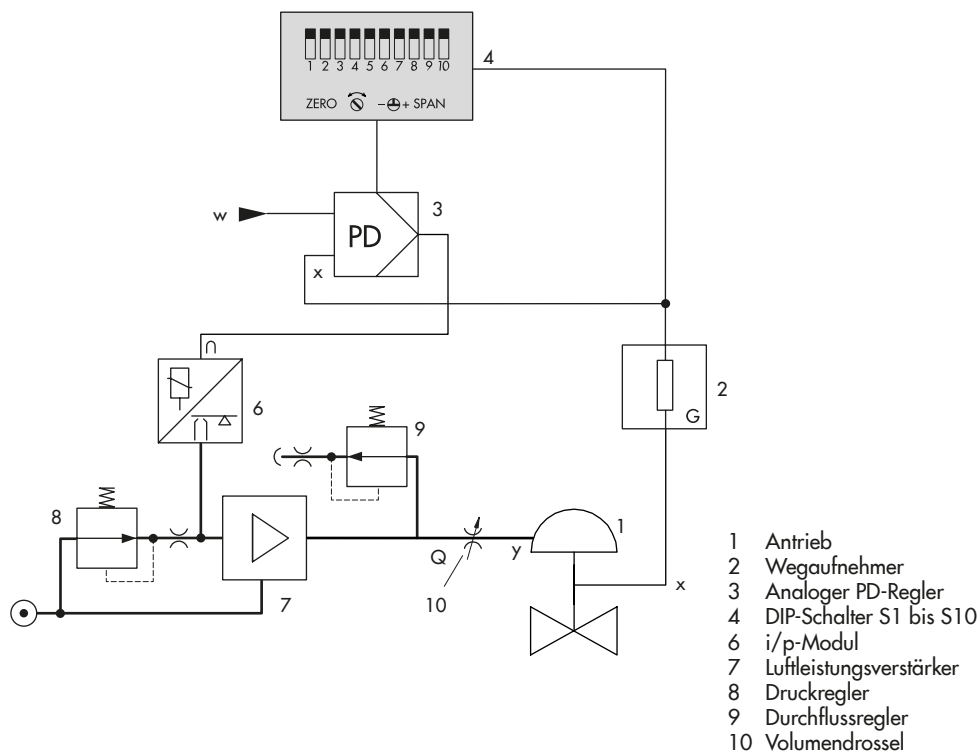 1 2 3 4 5 6 7 8 9 10
ZERO - + SPAN
4
w
PD
3
x
6
9
2
G
8
1
y
Q
7
10
x
1 Antrieb
2 Wegaufnehmer
3 Analoger PD-Regler
4 DIP-Schalter S1 bis S10
6 i/p-Modul
7 Luftleistungsverstärker
8 Druckregler
9 Durchflussregler
10 Volumendrossel